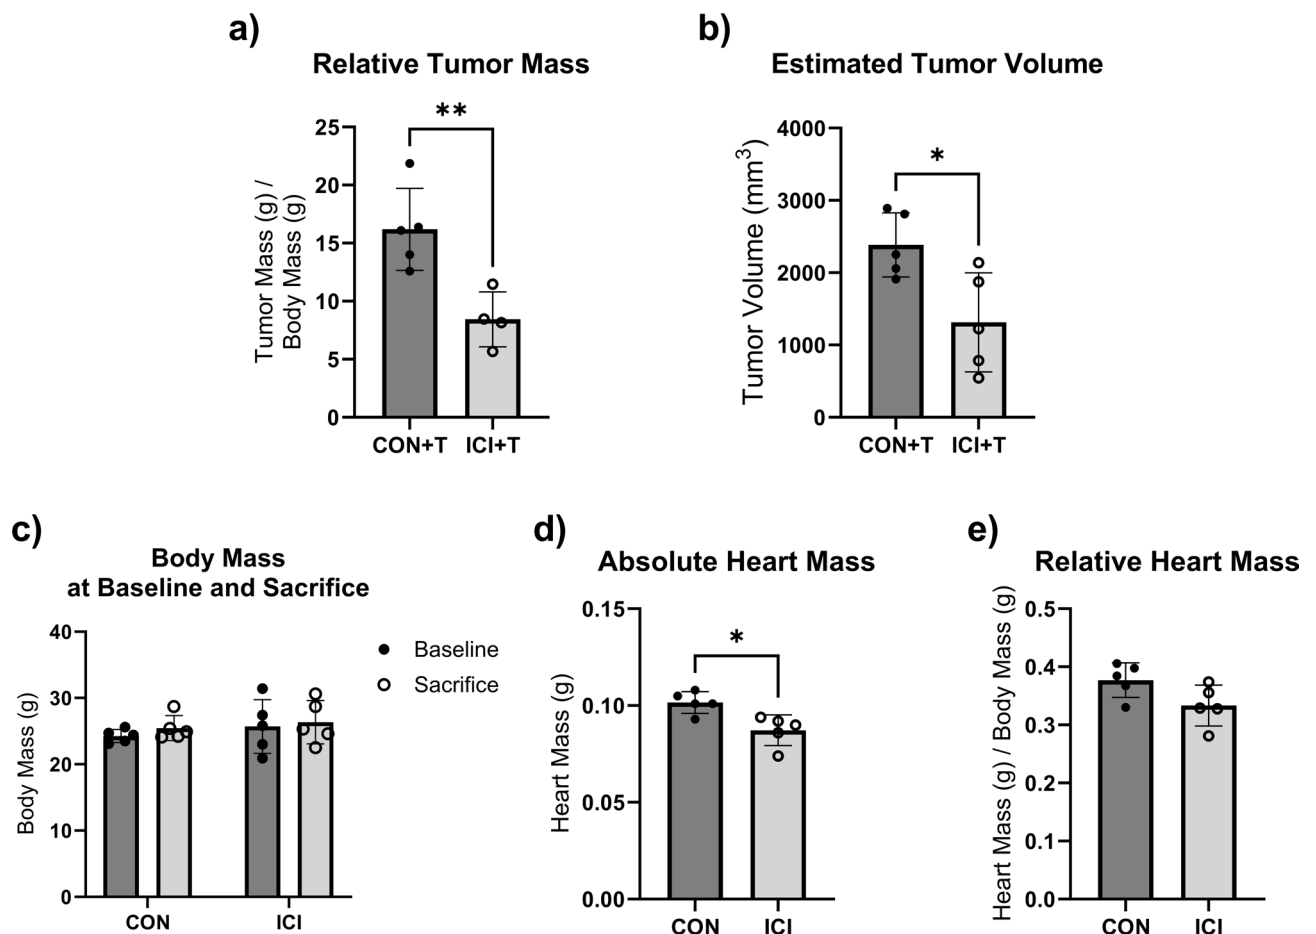 a)
Relative Tumor Mass
**
Tumor Mass (g) /
Body Mass (g)
25
20
15
10
5
0
CON+T
ICI+T
b)
Estimated Tumor Volume
*
Tumor Volume (mm³)
4000
3000
2000
1000
0
CON+T
ICI+T
c)
Body Mass
at Baseline and Sacrifice
Body Mass (g)
40
30
20
10
0
CON
ICI
Baseline
Sacrifice
d)
Absolute Heart Mass
*
Heart Mass (g)
0.15
0.10
0.05
0.00
CON
ICI
e)
Relative Heart Mass
Heart Mass (g) / Body Mass (g)
0.5
0.4
0.3
0.2
0.1
0.0
CON
ICI